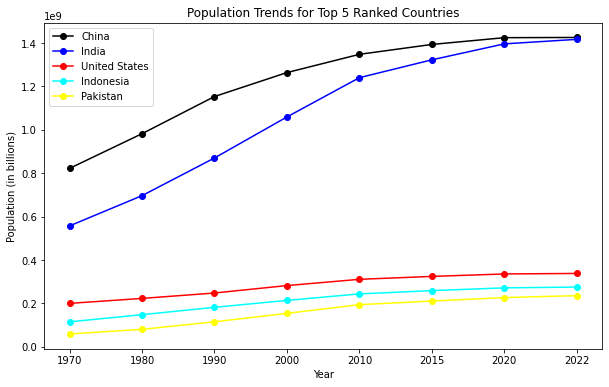 Population Trends for Top 5 Ranked Countries
1e9
China
India
United States
Indonesia
Pakistan
Population (in billions)
1.4
1.2
1.0
0.8
0.6
0.4
0.2
0.0
1970 1980 1990 2000 2010 2015 2020 2022
Year